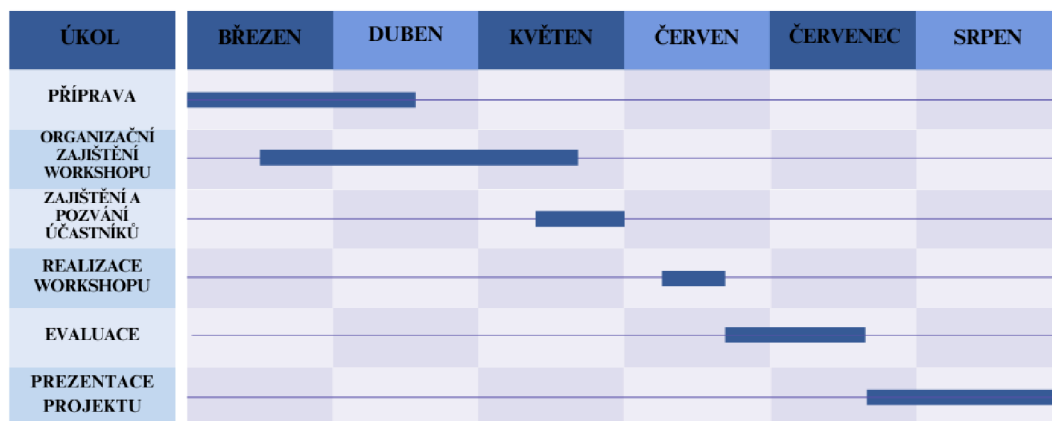 ÚKOL BŘEZEN DUBEN KVĚTEN ČERVEN ČERVENEC SRPEN
PŘÍPRAVA
ORGANIZAČNÍ
ZAJIŠTĚNÍ
WORKSHOPU
ZAJIŠTĚNÍ A
POZVÁNÍ
ÚČASTNÍKŮ
REALIZACE
WORKSHOPU
EVALUACE
PREZENTACE
PROJEKTU